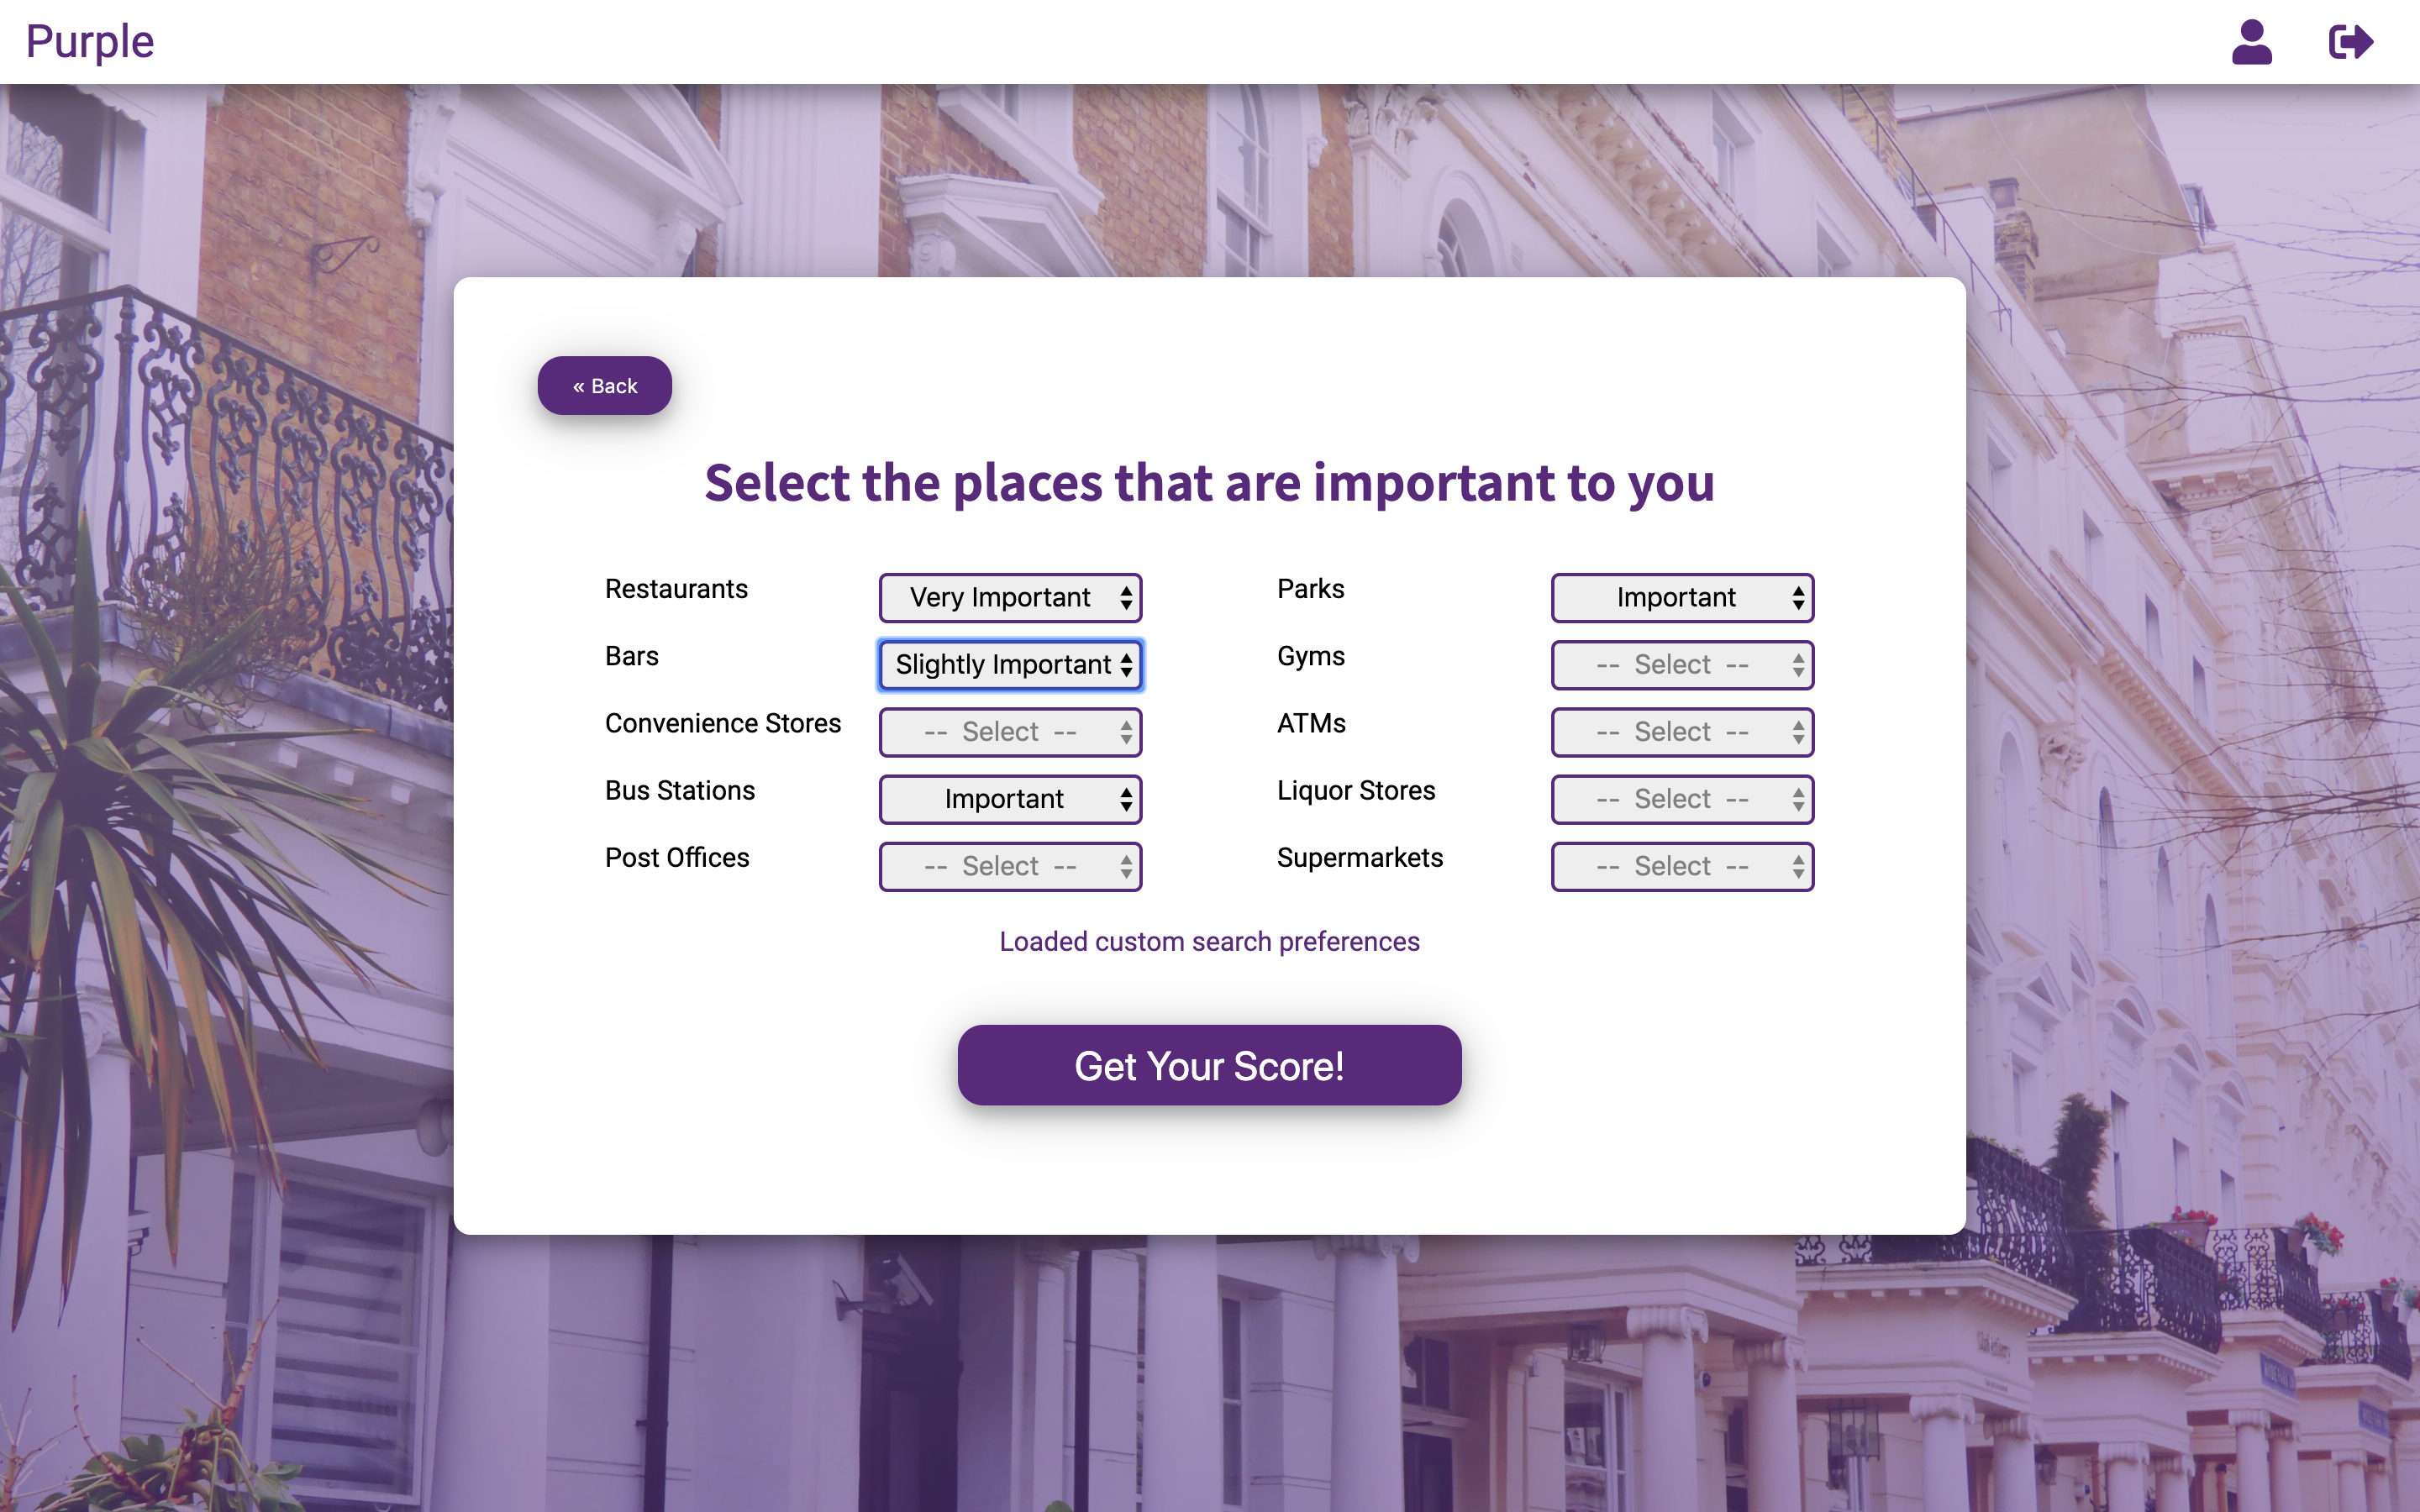 Purple
« Back
Select the places that are important to you
Restaurants Very Important Parks Important
Bars Slightly Important Gyms -- Select --
Convenience Stores -- Select -- ATMs -- Select --
Bus Stations Important Liquor Stores -- Select --
Post Offices -- Select -- Supermarkets -- Select --
Loaded custom search preferences
Get Your Score!